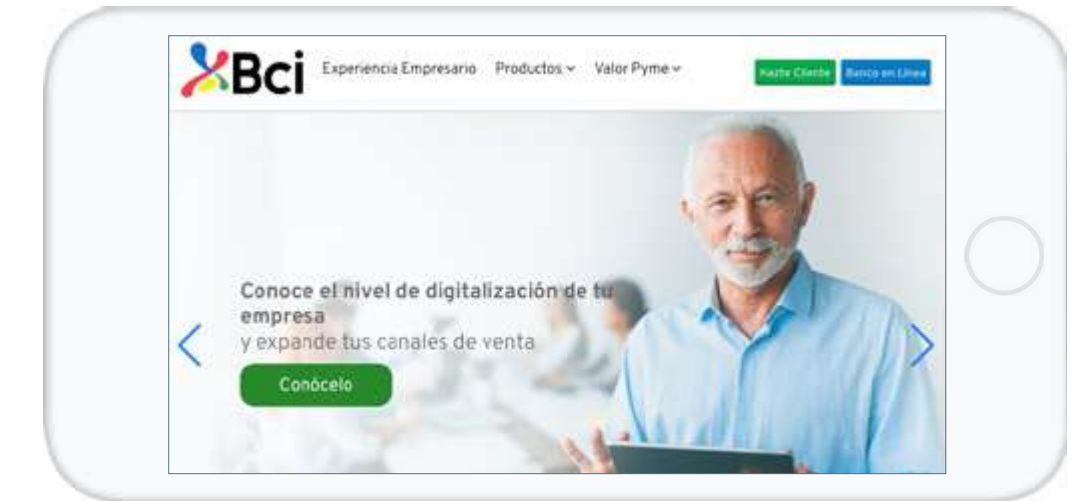 Bci
Experiencia Empresario Productos Valor Pyme
Hazte Cliente Banco en Línea
Conoce el nivel de digitalización de tu
empresa
y expande tus canales de venta
Conócelo